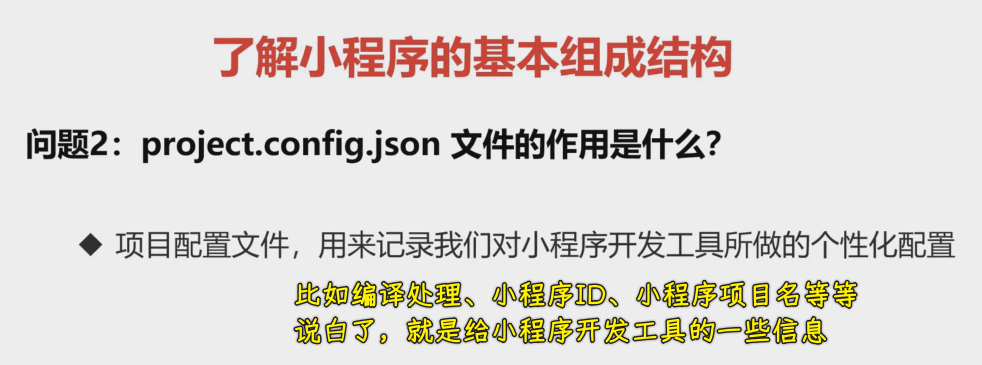 了解小程序的基本组成结构
问题2：project.config.json 文件的作用是什么？
◆ 项目配置文件，用来记录我们对小程序开发工具所做的个性化配置
比如编译处理、小程序ID、小程序项目名等等
说白了，就是给小程序开发工具的一些信息